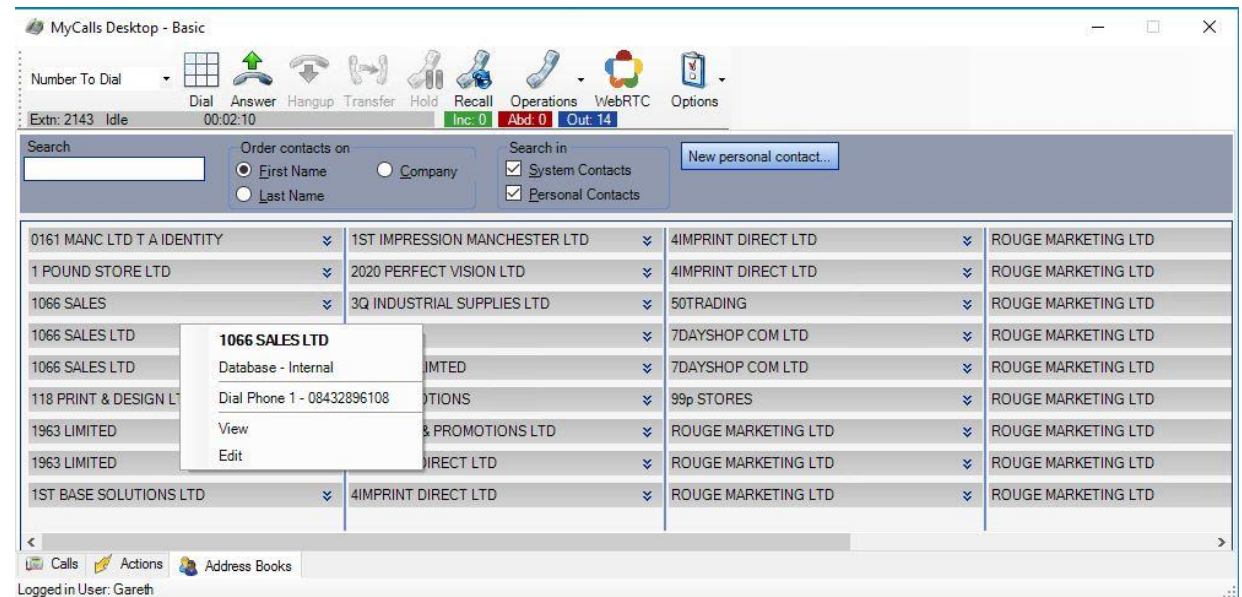 MyCalls Desktop - Basic
Number To Dial
Dial Answer Hangup Transfer Hold Recall Operations WebRTC Options
Extn: 2143 Idle 00:02:10 Inc: 0 Abd: 0 Out: 14
Search Order contacts on Search in New personal contact...
First Name Company System Contacts
Last Name Personal Contacts
0161 MANC LTD T A IDENTITY 1ST IMPRESSION MANCHESTER LTD 4IMPRINT DIRECT LTD ROUGE MARKETING LTD
1 POUND STORE LTD 2020 PERFECT VISION LTD 4IMPRINT DIRECT LTD ROUGE MARKETING LTD
1066 SALES 3Q INDUSTRIAL SUPPLIES LTD 50TRADING ROUGE MARKETING LTD
1066 SALES LTD 7DAYSHOP COM LTD ROUGE MARKETING LTD
1066 SALES LTD
Database - Internal
Dial Phone 1 - 08432896108
View
Edit
1066 SALES LTD IMTED 7DAYSHOP COM LTD ROUGE MARKETING LTD
118 PRINT & DESIGN OTIONS 99p STORES ROUGE MARKETING LTD
1963 LIMITED & PROMOTIONS LTD ROUGE MARKETING LTD ROUGE MARKETING LTD
1963 LIMITED DIRECT LTD ROUGE MARKETING LTD ROUGE MARKETING LTD
1ST BASE SOLUTIONS LTD 4IMPRINT DIRECT LTD ROUGE MARKETING LTD ROUGE MARKETING LTD
Calls Actions Address Books
Logged in User: Gareth